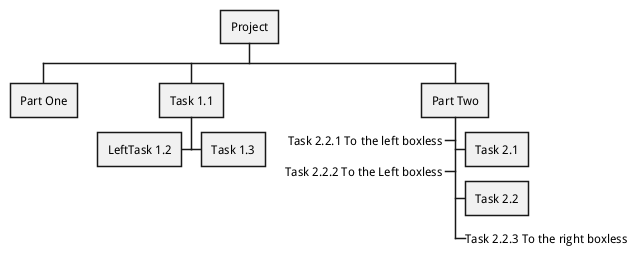 Project
Part One
Task 1.1
Part Two
LeftTask 1.2
Task 1.3
Task 2.2.1 To the left boxless
Task 2.1
Task 2.2.2 To the Left boxless
Task 2.2
Task 2.2.3 To the right boxless